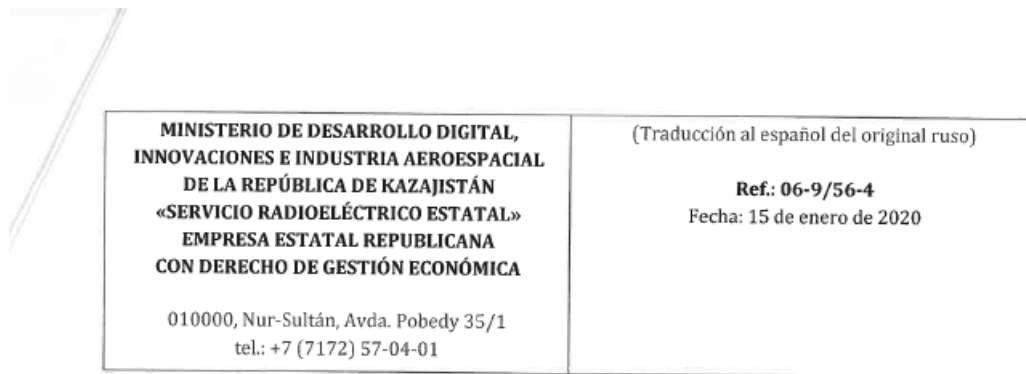 MINISTERIO DE DESARROLLO DIGITAL,
INNOVACIONES E INDUSTRIA AEROESPACIAL
DE LA REPÚBLICA DE KAZAJISTÁN
«SERVICIO RADIOELÉCTRICO ESTATAL»
EMPRESA ESTATAL REPUBLICANA
CON DERECHO DE GESTIÓN ECONÓMICA
010000, Nur-Sultán, Avda. Pobedy 35/1
tel.: +7 (7172) 57-04-01
(Traducción al español del original ruso)
Ref.: 06-9/56-4
Fecha: 15 de enero de 2020